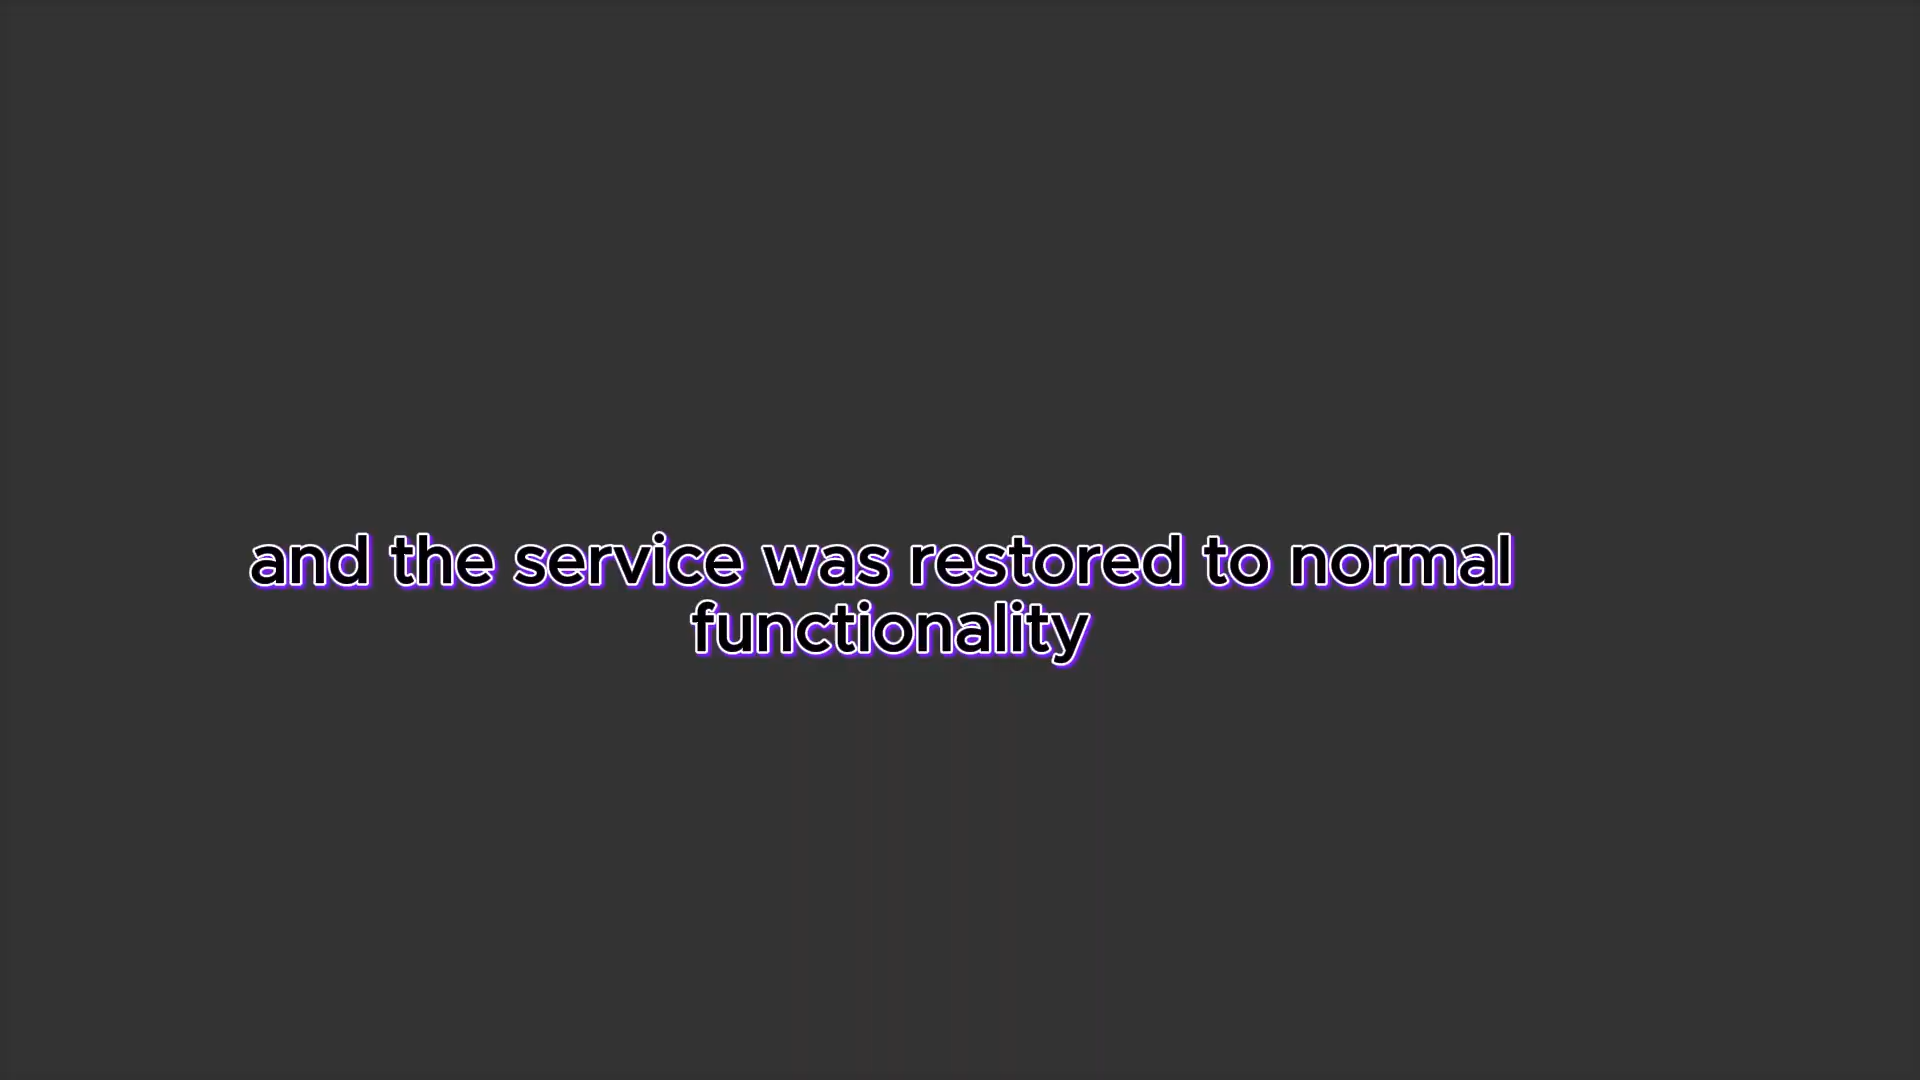 and the service was restored to normal
functionality